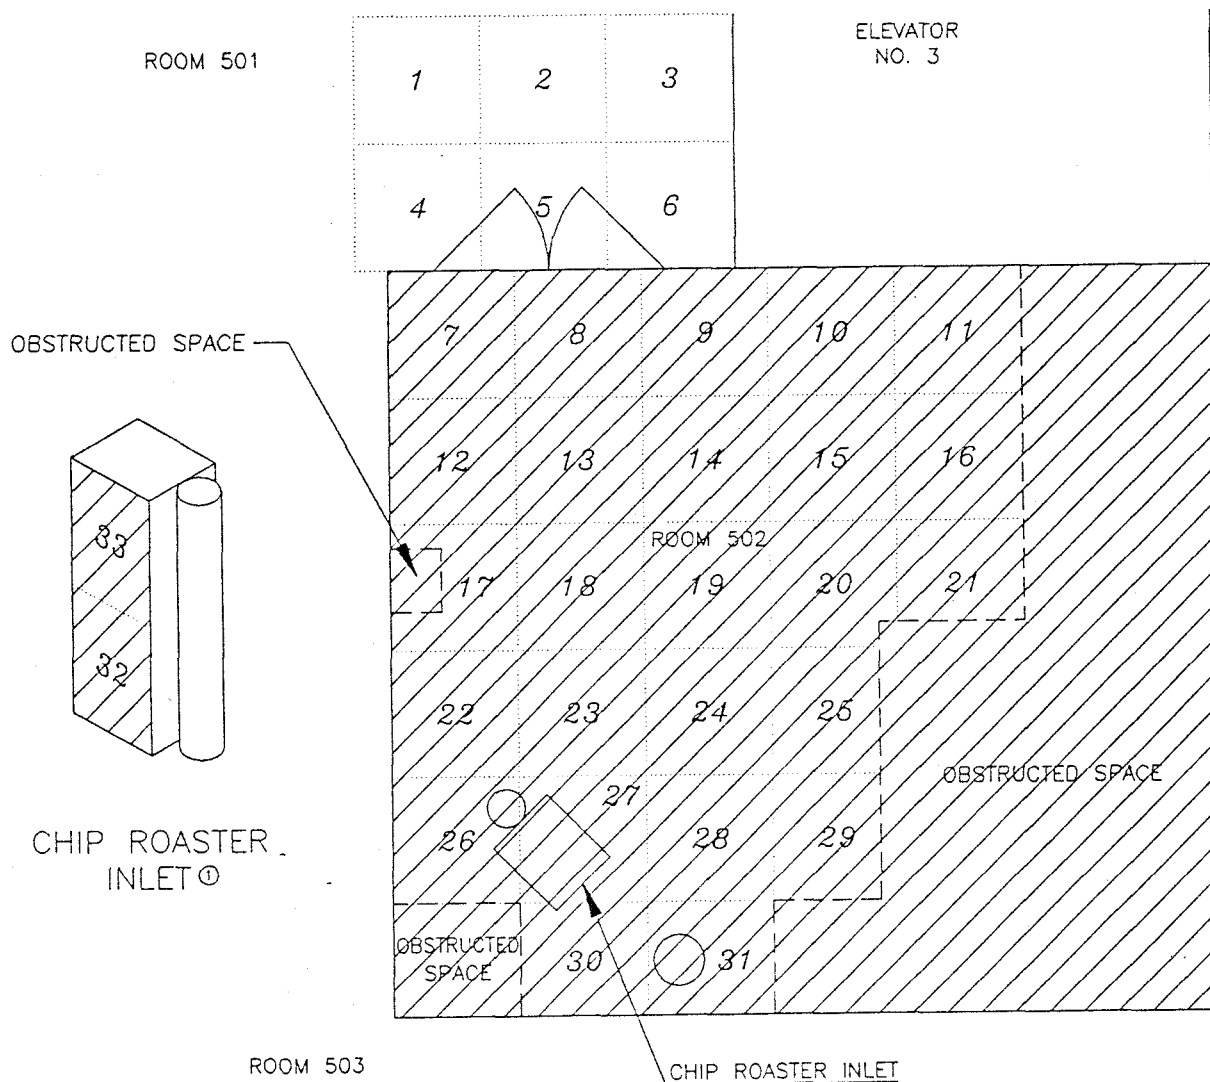 ROOM 501
ELEVATOR
NO. 3
1 2 3
4 5 6
OBSTRUCTED SPACE
7 8 9 10 11
12 13 14 15 16
ROOM 502
17 18 19 20 21
33
32
22 23 24 25
OBSTRUCTED SPACE
26 27 28 29
CHIP ROASTER
INLET ①
OBSTRUCTED
SPACE
30 31
ROOM 503
CHIP ROASTER INLET